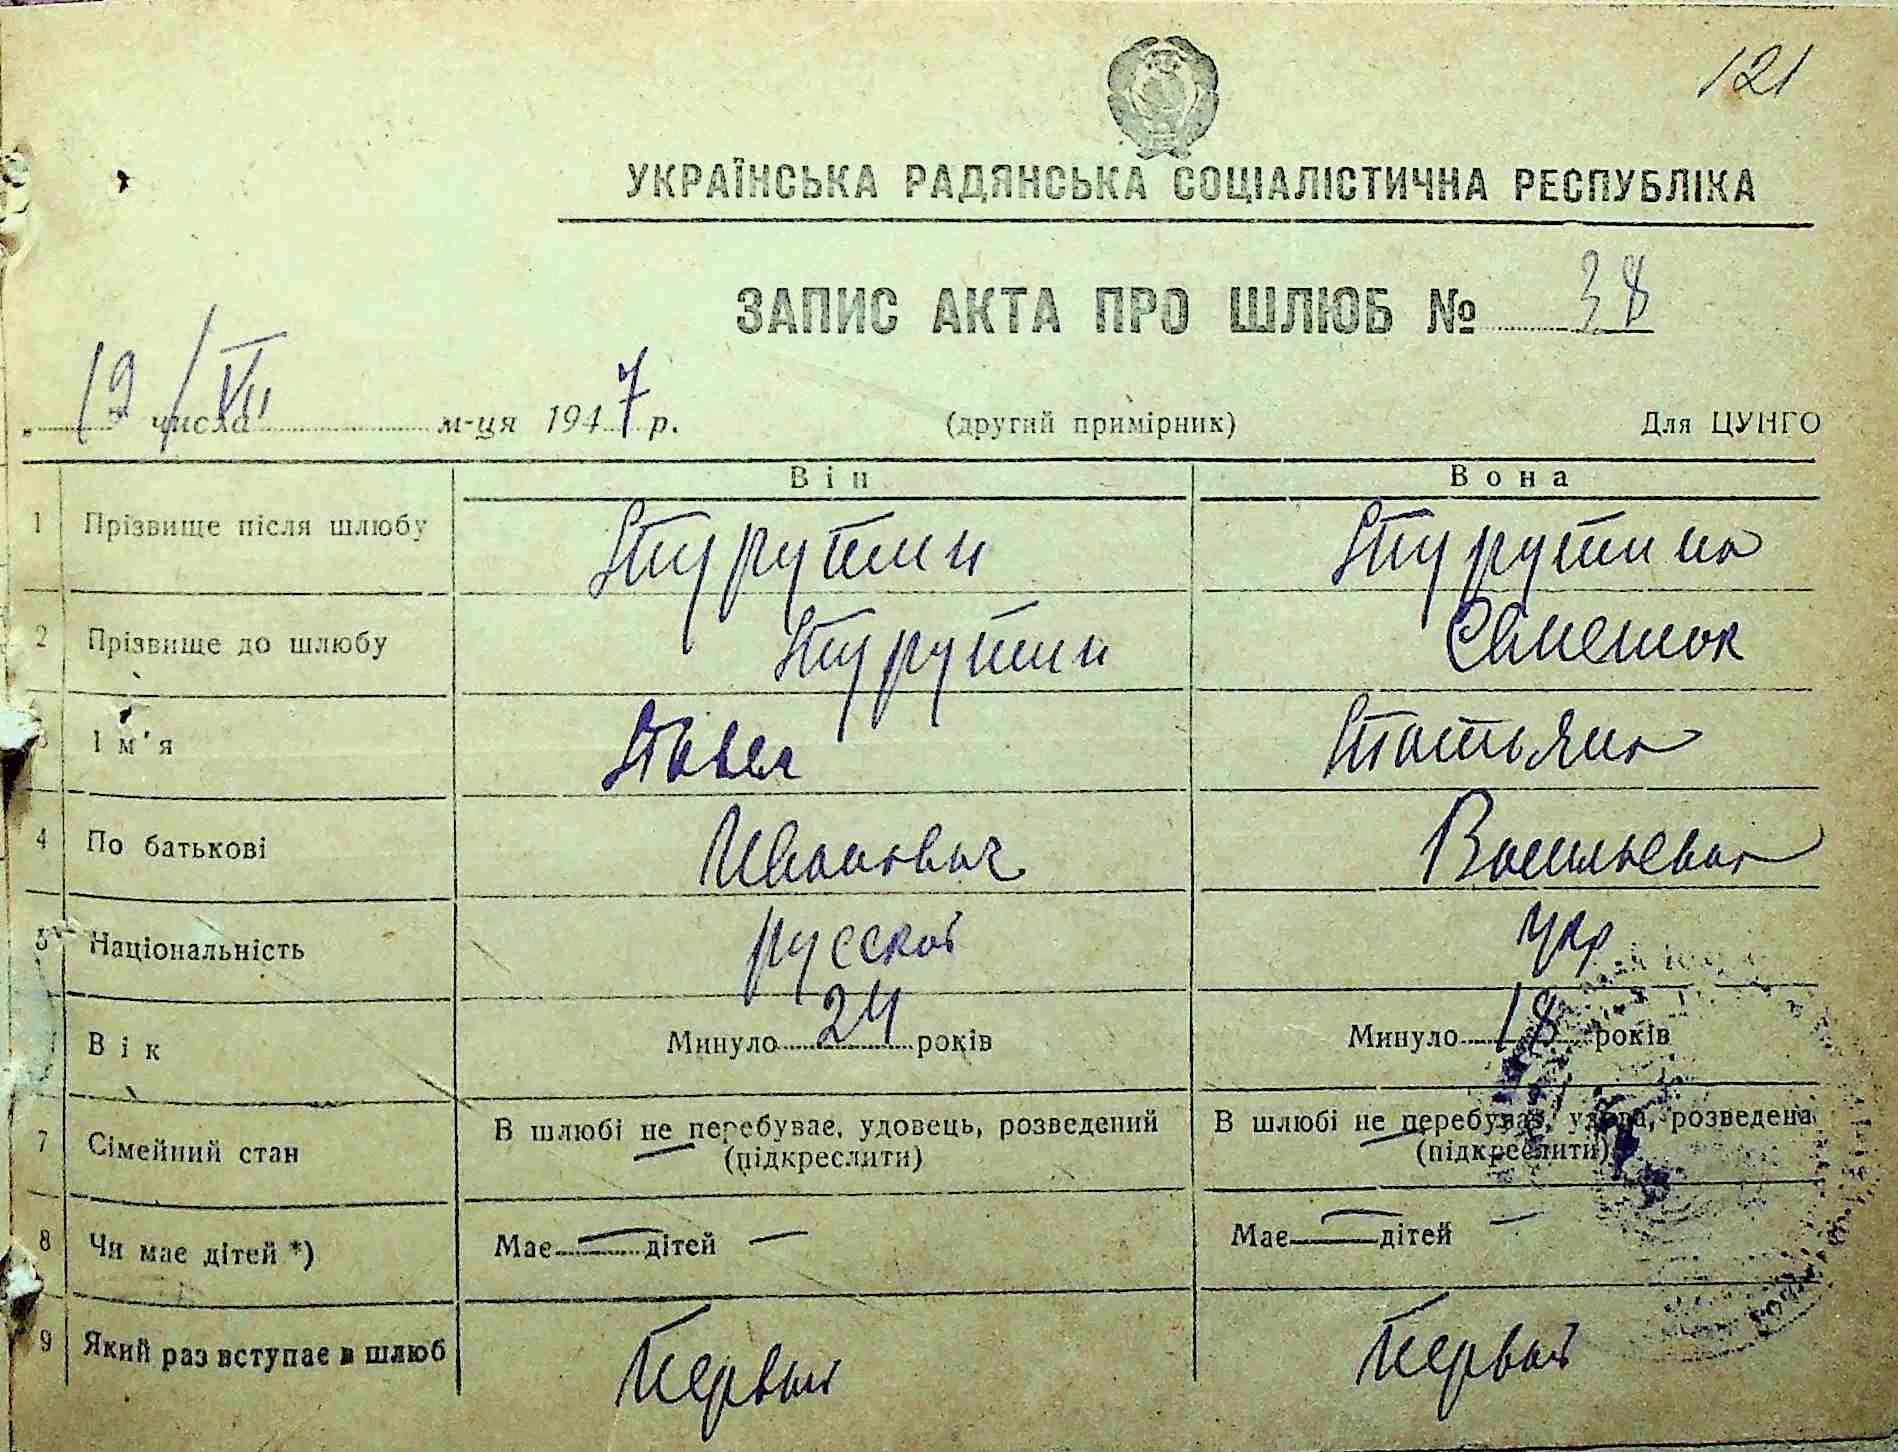 121
УКРАЇНСЬКА РАДЯНСЬКА СОЦІАЛІСТИЧНА РЕСПУБЛІКА
ЗАПИС АКТА ПРО ШЛЮБ № 38
„ 19 числа / VII м-ця 1947 р. (другий примірник) Для ЦУНГО
Він Вона
1 Прізвище після шлюбу Турутин Турутина
2 Прізвище до шлюбу Турутин Семенюк
3 Ім'я Павел Татьяна
4 По батькові Иванович Васильевна
5 Національність русской укр
Вік Минуло 24 років Минуло 18 років
7 Сімейний стан В шлюбі не перебуває, удовець, розведений В шлюбі не перебуває, удова, розведена
(підкреслити) (підкреслити)
8 Чи має дітей *) Має — дітей — Має — дітей —
9 Який раз вступає в шлюб Первый Первый